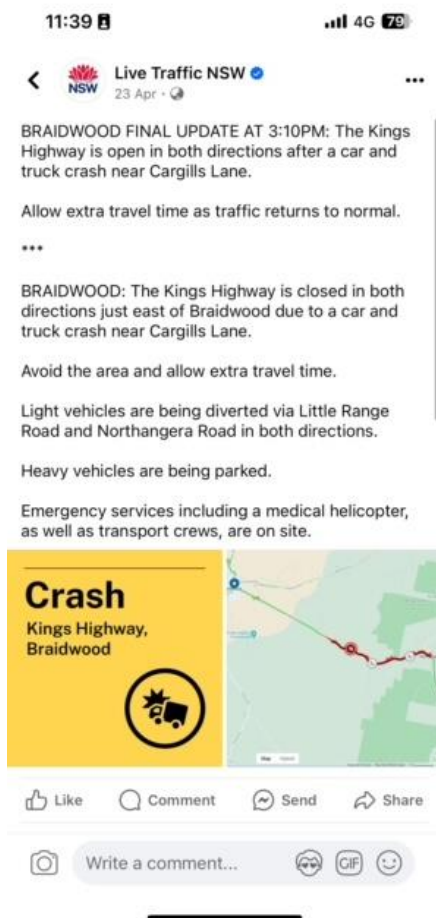 11:39
4G 79
NSW
Live Traffic NSW
23 Apr ·
BRAIDWOOD FINAL UPDATE AT 3:10PM: The Kings
Highway is open in both directions after a car and
truck crash near Cargills Lane.
Allow extra travel time as traffic returns to normal.
***
BRAIDWOOD: The Kings Highway is closed in both
directions just east of Braidwood due to a car and
truck crash near Cargills Lane.
Avoid the area and allow extra travel time.
Light vehicles are being diverted via Little Range
Road and Northangera Road in both directions.
Heavy vehicles are being parked.
Emergency services including a medical helicopter,
as well as transport crews, are on site.
Crash
Kings Highway,
Braidwood
Like Comment Send Share
Write a comment... GIF